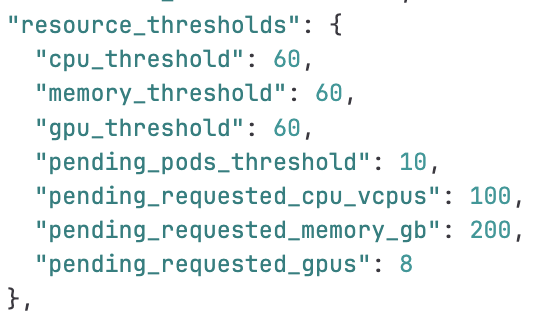 "resource_thresholds": {
"cpu_threshold": 60,
"memory_threshold": 60,
"gpu_threshold": 60,
"pending_pods_threshold": 10,
"pending_requested_cpu_vcpus": 100,
"pending_requested_memory_gb": 200,
"pending_requested_gpus": 8
},